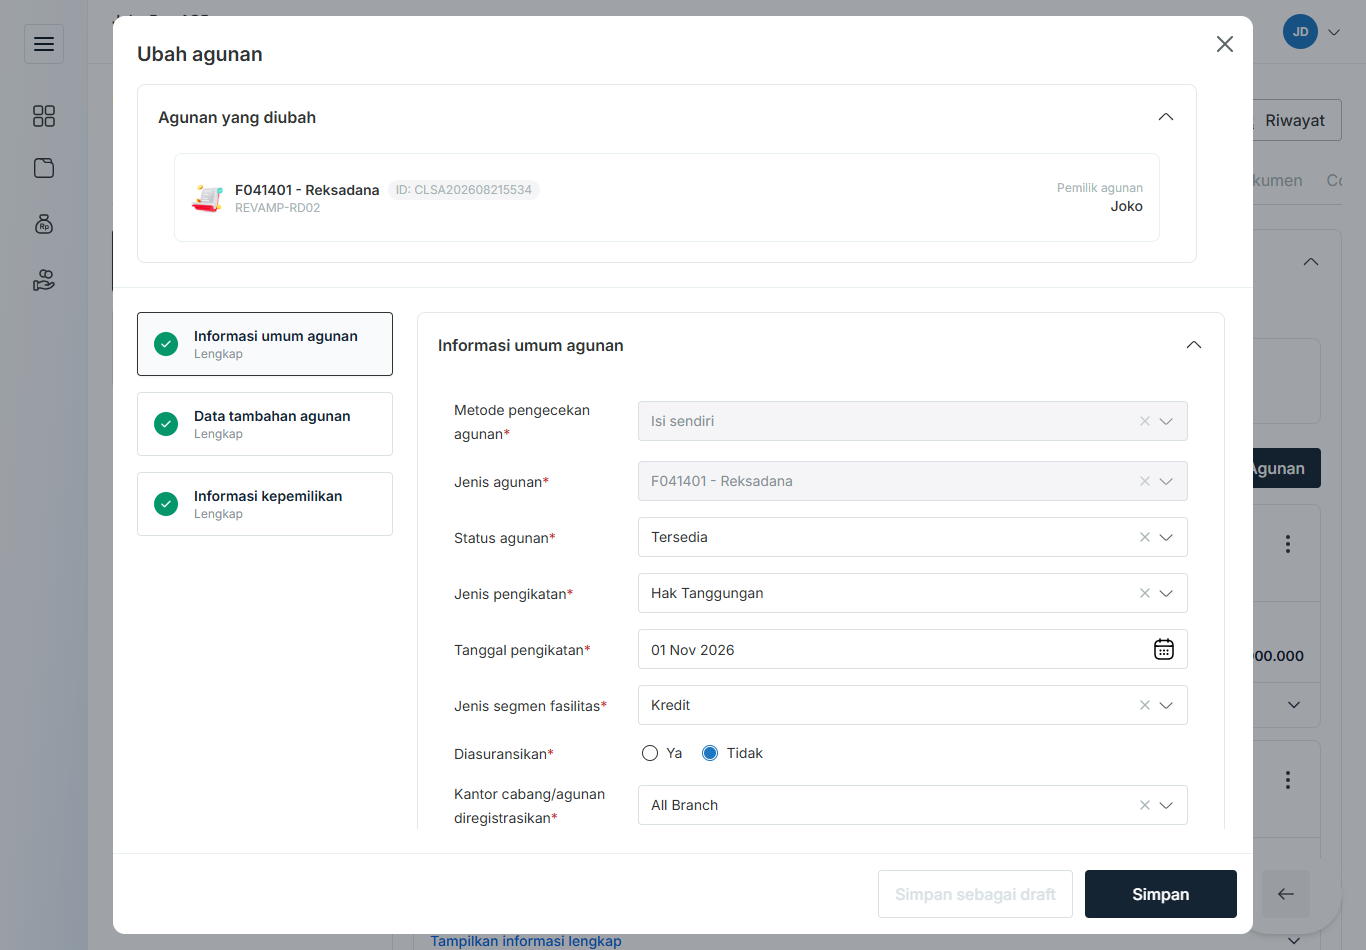 Ubah agunan
JD
Agunan yang diubah
Riwayat
F041401 - Reksadana
ID: CLSA202608215534
REVAMP-RD02
Pemilik agunan
Joko
Informasi umum agunan
Lengkap
Data tambahan agunan
Lengkap
Informasi kepemilikan
Lengkap
Informasi umum agunan
Metode pengecekan agunan*
Isi sendiri
Jenis agunan*
F041401 - Reksadana
Status agunan*
Tersedia
Jenis pengikatan*
Hak Tanggungan
Tanggal pengikatan*
01 Nov 2026
Jenis segmen fasilitas*
Kredit
Diasuransikan*
Ya
Tidak
Kantor cabang/agunan diregistrasikan*
All Branch
Agunan
00.000
Simpan sebagai draft
Simpan
Tampilkan informasi lengkap